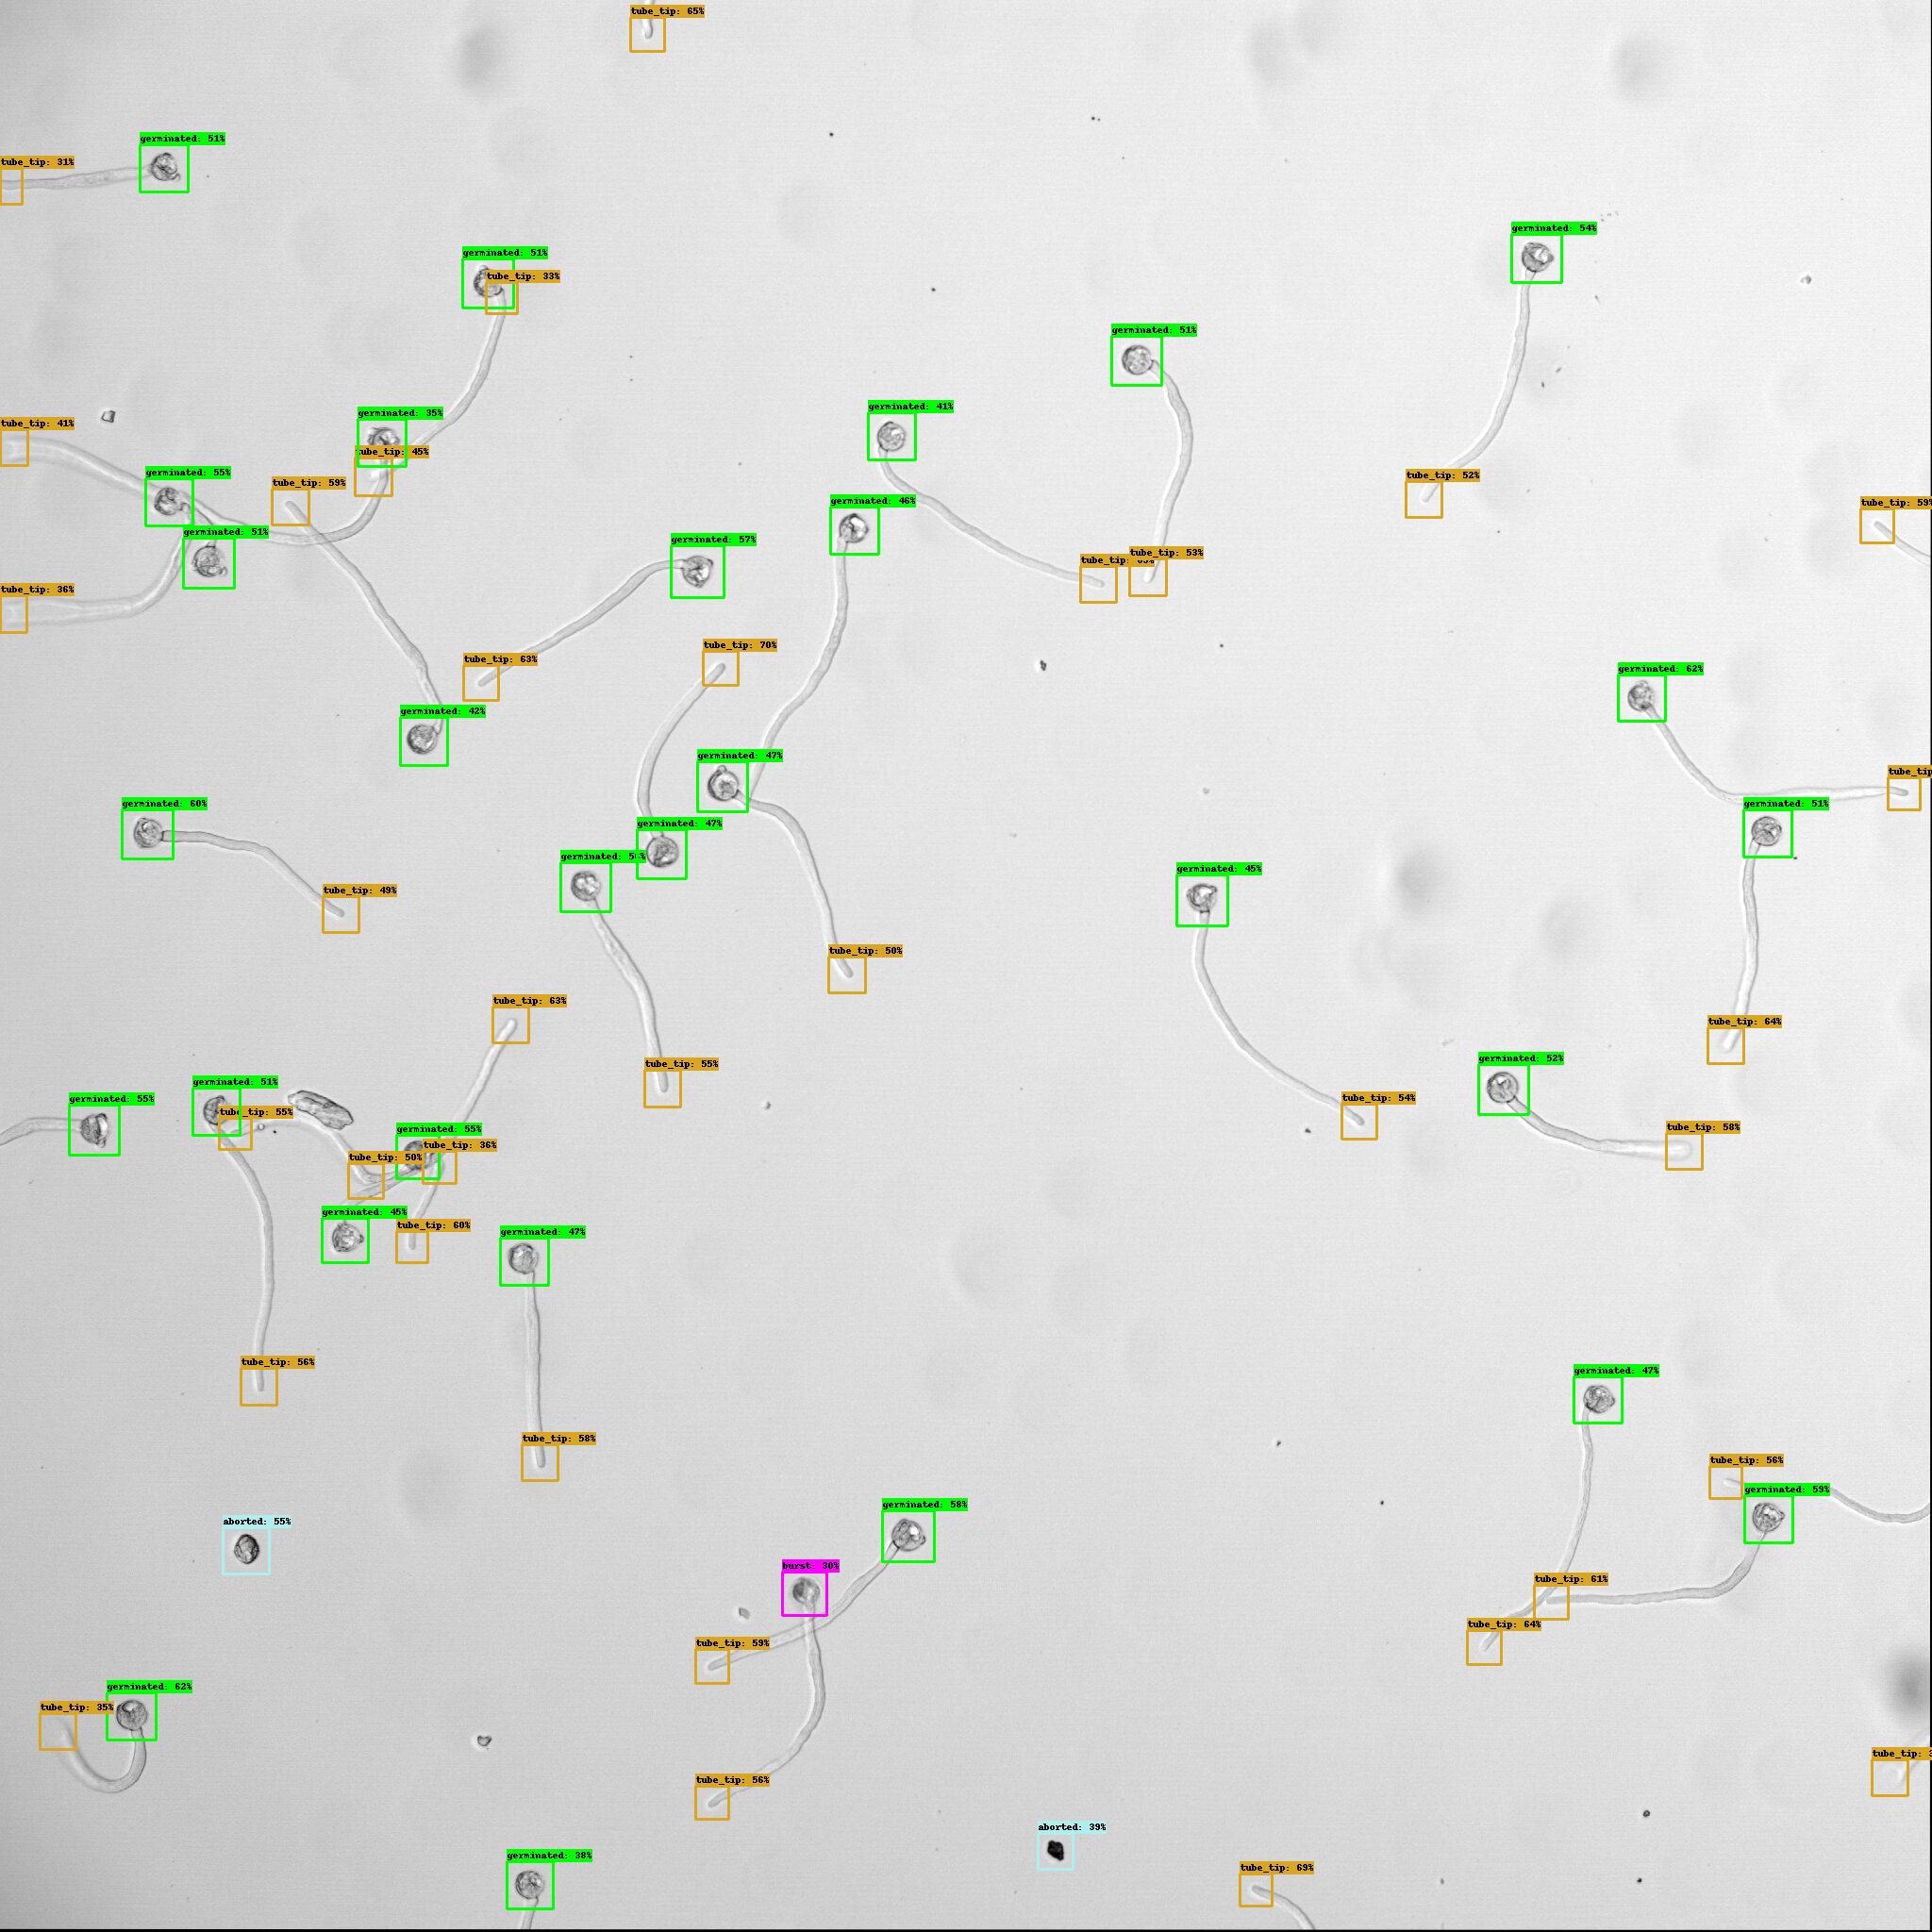 tube_tip: 65%
germinated: 51%
tube_tip: 31%
germinated: 54%
germinated: 51%
tube_tip: 33%
germinated: 51%
germinated: 41%
germinated: 35%
tube_tip: 41%
tube_tip: 45%
germinated: 55%
tube_tip: 52%
tube_tip: 59%
germinated: 46%
tube_tip: 59%
germinated: 51%
germinated: 57%
tube_tip: 53%
tube_tip:
tube_tip: 36%
tube_tip: 70%
tube_tip: 63%
germinated: 62%
germinated: 42%
germinated: 47%
tube_tip
germinated: 60%
germinated: 51%
germinated: 47%
germinated:
germinated: 45%
tube_tip: 49%
tube_tip: 50%
tube_tip: 63%
tube_tip: 64%
germinated: 52%
tube_tip: 55%
germinated: 51%
germinated: 55%
tube_tip: 54%
tube_tip: 55%
germinated: 55%
tube_tip: 58%
tube_tip: 36%
tube_tip: 50%
germinated: 45%
tube_tip: 60%
germinated: 47%
tube_tip: 56%
germinated: 47%
tube_tip: 58%
tube_tip: 56%
germinated: 59%
germinated: 58%
aborted: 55%
burst: 30%
tube_tip: 61%
tube_tip: 64%
tube_tip: 59%
germinated: 62%
tube_tip: 35%
tube_tip:
tube_tip: 56%
aborted: 39%
germinated: 38%
tube_tip: 69%